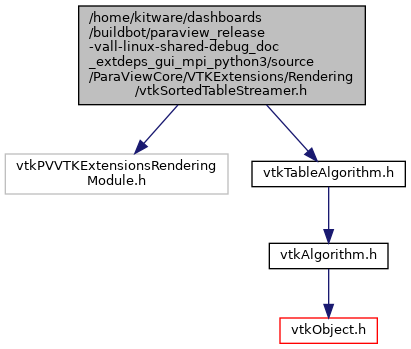 /home/kitware/dashboards
/buildbot/paraview_release
-vall-linux-shared-debug_doc
_extdeps_gui_mpi_python3/source
/ParaViewCore/VTKExtensions/Rendering
/vtkSortedTableStreamer.h
vtkPVVTKExtensionsRendering
Module.h
vtkTableAlgorithm.h
vtkAlgorithm.h
vtkObject.h